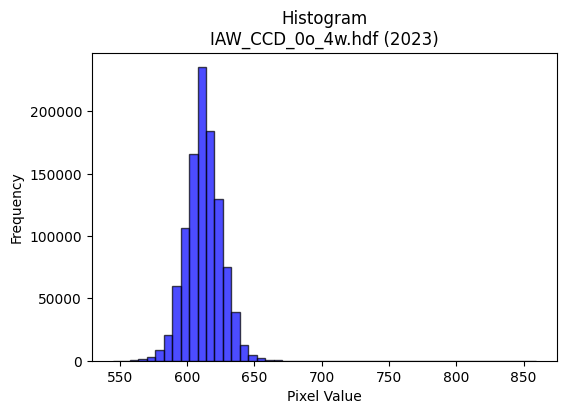 Histogram
IAW_CCD_0o_4w.hdf (2023)
Frequency
200000
150000
100000
50000
0
550 600 650 700 750 800 850
Pixel Value